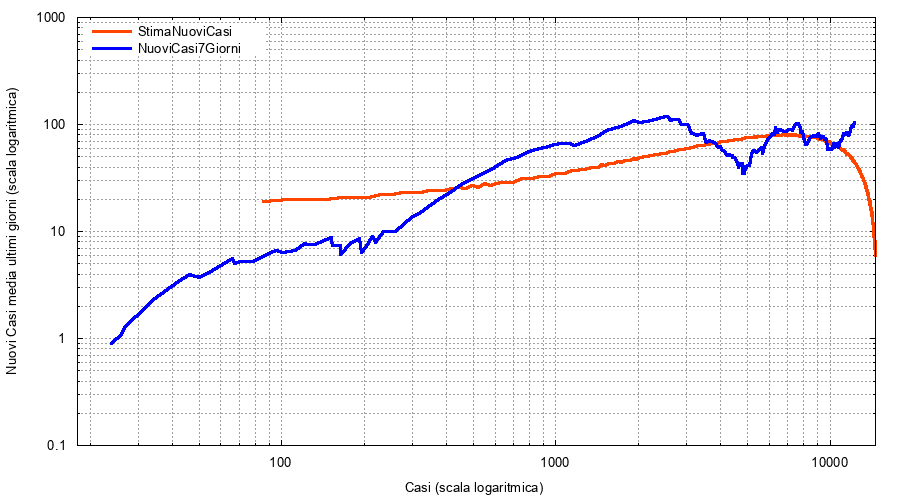 1000
StimaNuoviCasi
NuoviCasi7Giorni
100
10
1
0.1
Nuovi Casi media ultimi giorni (scala logaritmica)
100
1000
10000
Casi (scala logaritmica)